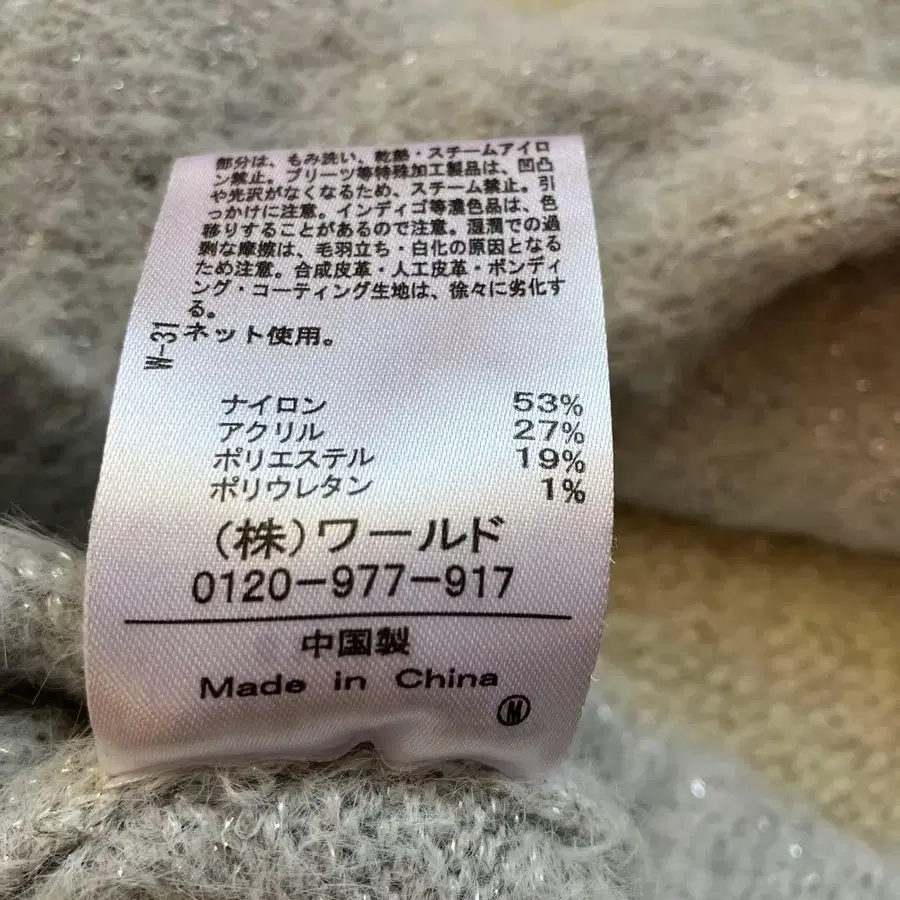 部分は、もみ洗い、乾熱・スチームアイロ
ン禁止。プリーツ等特殊加工製品は、凹凸
や光沢がなくなるため、スチーム禁止。引
っかけに注意。インディゴ等濃色品は、色
移りすることがあるので注意。湿潤での過
剰な摩擦は、毛羽立ち・白化の原因となる
ため注意。合成皮革・人工皮革・ボンディ
ング・コーティング生地は、徐々に劣化す
る。
ネット使用。
W-31
ナイロン 53%
アクリル 27%
ポリエステル 19%
ポリウレタン 1%
(株)ワールド
0120-977-917
中国製
Made in China
M